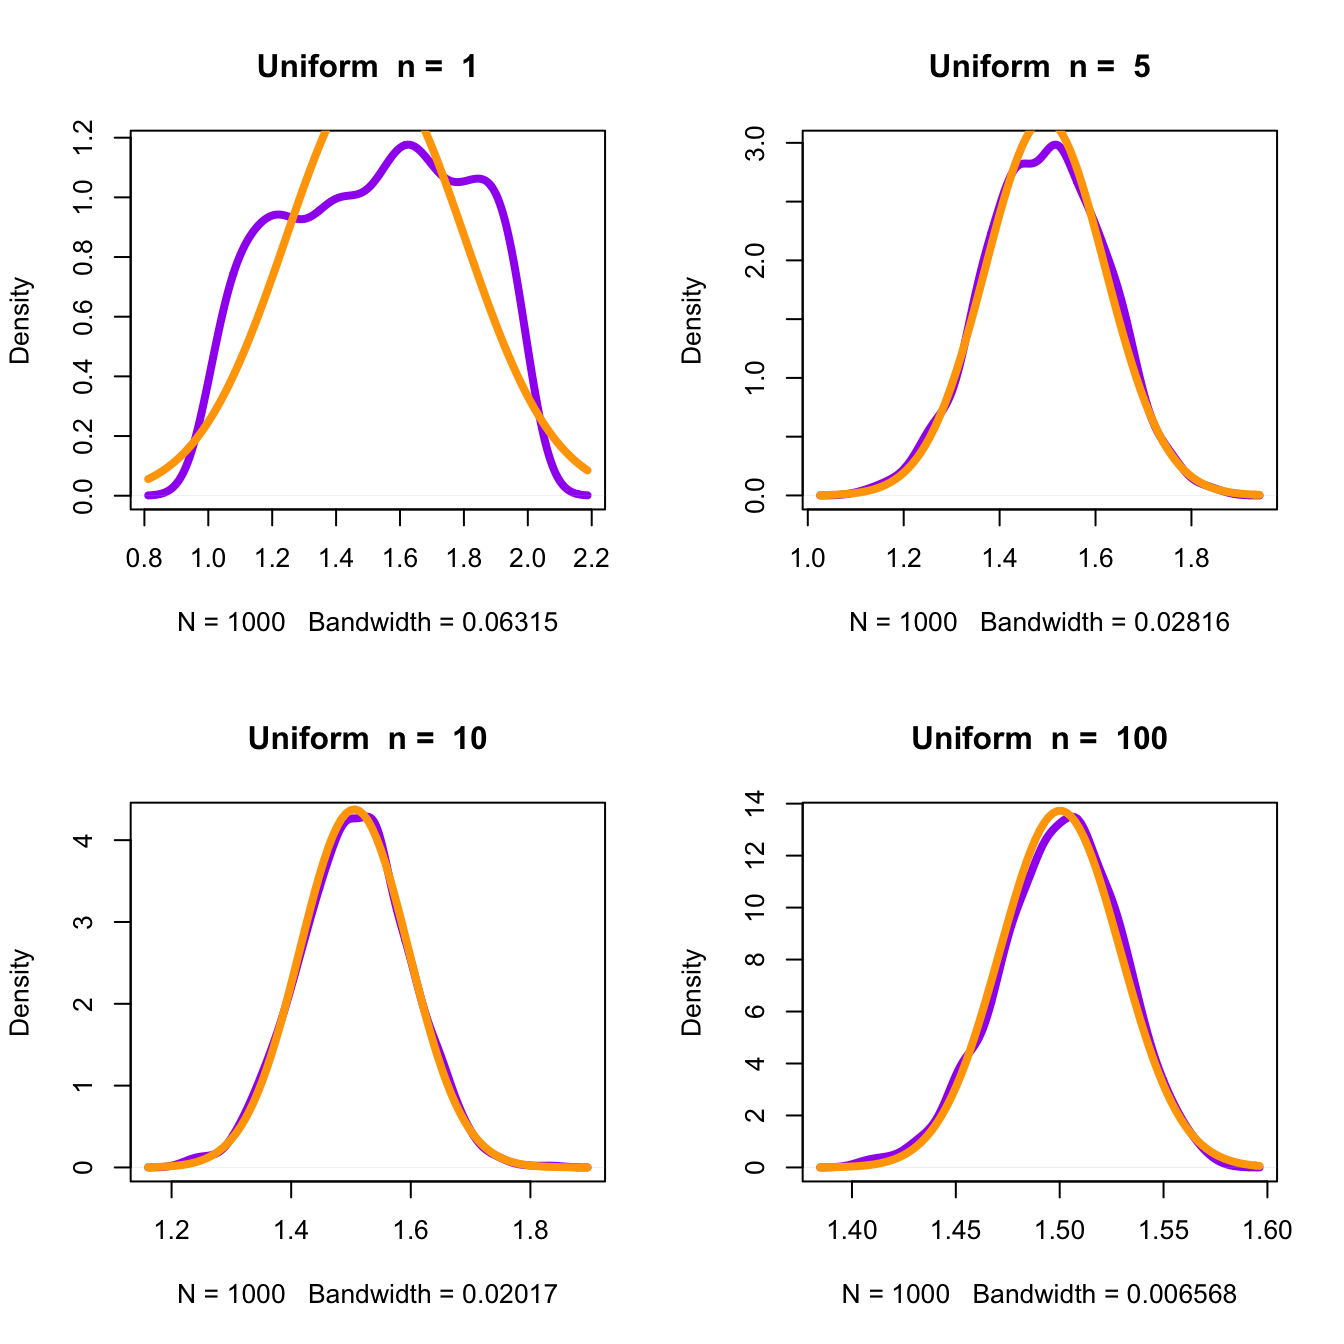 Uniform  n =  1
Density
1.2
1.0
0.8
0.6
0.4
0.2
0.0
0.8 1.0 1.2 1.4 1.6 1.8 2.0 2.2
N = 1000   Bandwidth = 0.06315
Uniform  n =  5
Density
3.0
2.0
1.0
0.0
1.0 1.2 1.4 1.6 1.8
N = 1000   Bandwidth = 0.02816
Uniform  n =  10
Density
4
3
2
1
0
1.2 1.4 1.6 1.8
N = 1000   Bandwidth = 0.02017
Uniform  n =  100
Density
14
12
10
8
6
4
2
0
1.40 1.45 1.50 1.55 1.60
N = 1000   Bandwidth = 0.006568